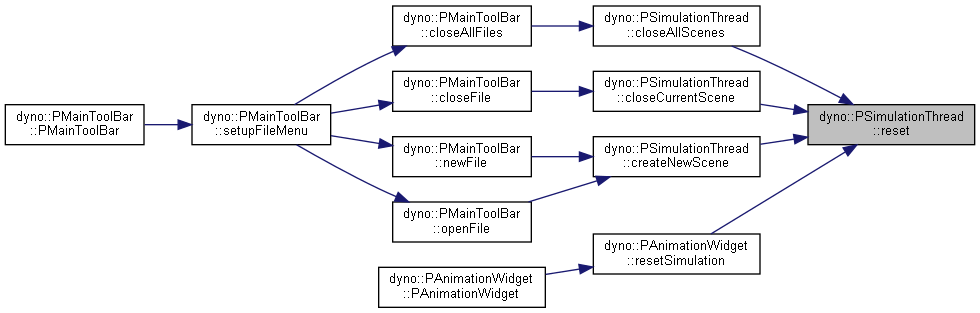 dyno::PMainToolBar
::PMainToolBar
dyno::PMainToolBar
::setupFileMenu
dyno::PMainToolBar
::closeAllFiles
dyno::PSimulationThread
::closeAllScenes
dyno::PMainToolBar
::closeFile
dyno::PSimulationThread
::closeCurrentScene
dyno::PSimulationThread
::reset
dyno::PMainToolBar
::newFile
dyno::PSimulationThread
::createNewScene
dyno::PMainToolBar
::openFile
dyno::PAnimationWidget
::resetSimulation
dyno::PAnimationWidget
::PAnimationWidget